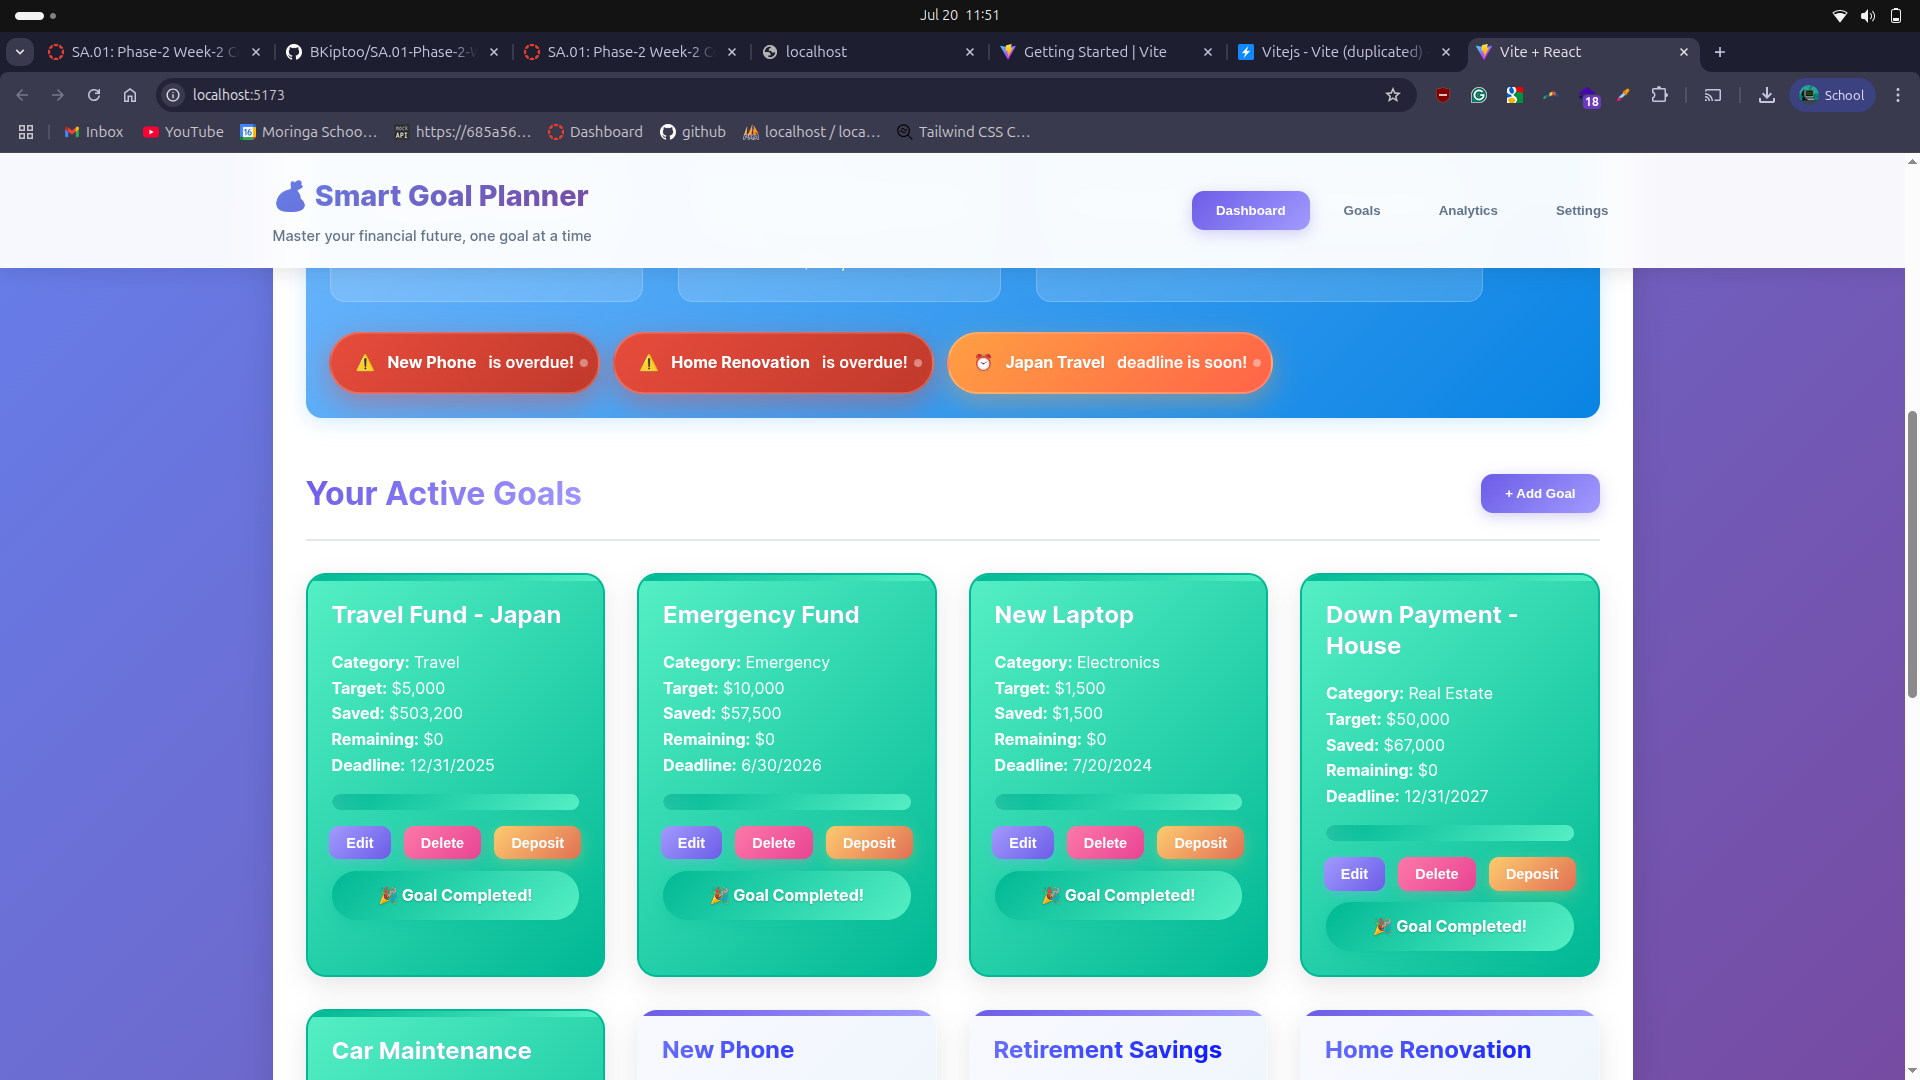 Jul 20 11:51
SA.01: Phase-2 Week-2 C
BKiptoo/SA.01-Phase-2-W
SA.01: Phase-2 Week-2 C
localhost
Getting Started | Vite
Vitejs - Vite (duplicated)
Vite + React
localhost:5173
18
School
Inbox
YouTube
16
Moringa Schoo...
API
https://685a56...
Dashboard
github
localhost / loca...
Tailwind CSS C...
Smart Goal Planner
Master your financial future, one goal at a time
Dashboard
Goals
Analytics
Settings
⚠️ New Phone is overdue!
⚠️ Home Renovation is overdue!
⏰ Japan Travel deadline is soon!
Your Active Goals
+ Add Goal
Travel Fund - Japan
Category: Travel
Target: $5,000
Saved: $503,200
Remaining: $0
Deadline: 12/31/2025
Edit
Delete
Deposit
🎉 Goal Completed!
Emergency Fund
Category: Emergency
Target: $10,000
Saved: $57,500
Remaining: $0
Deadline: 6/30/2026
Edit
Delete
Deposit
🎉 Goal Completed!
New Laptop
Category: Electronics
Target: $1,500
Saved: $1,500
Remaining: $0
Deadline: 7/20/2024
Edit
Delete
Deposit
🎉 Goal Completed!
Down Payment -
House
Category: Real Estate
Target: $50,000
Saved: $67,000
Remaining: $0
Deadline: 12/31/2027
Edit
Delete
Deposit
🎉 Goal Completed!
Car Maintenance
New Phone
Retirement Savings
Home Renovation